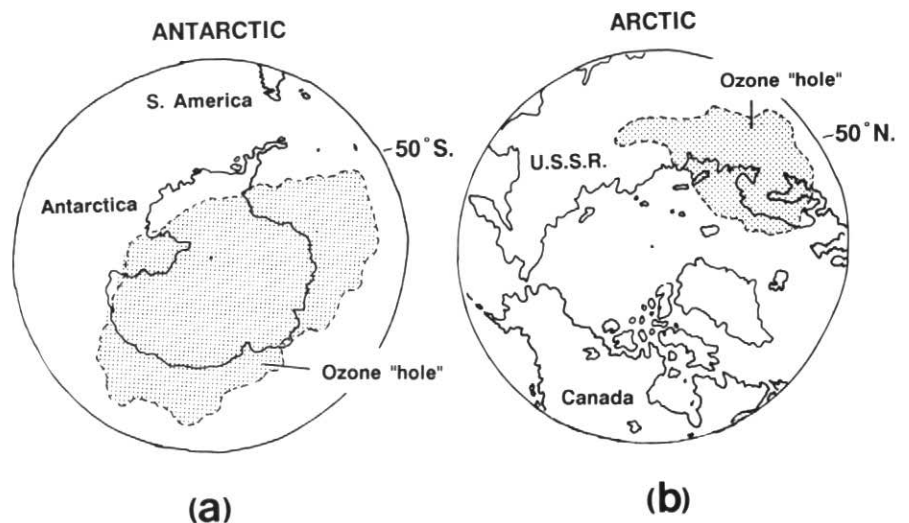 ANTARCTIC
S. America
50°S.
Antarctica
Ozone "hole"
(a)
ARCTIC
Ozone "hole"
50°N.
U.S.S.R.
Canada
(b)